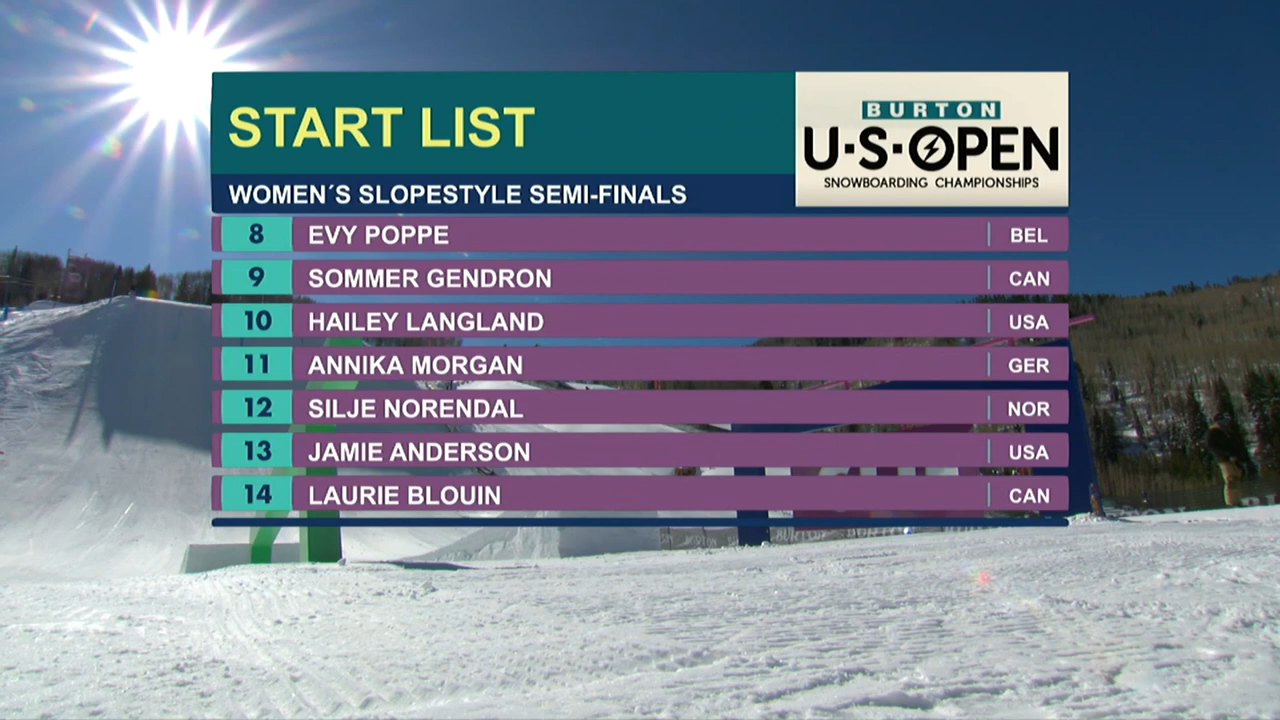 START LIST
BURTON
U·S·OPEN
SNOWBOARDING CHAMPIONSHIPS
WOMEN´S SLOPESTYLE SEMI-FINALS
8 EVY POPPE BEL
9 SOMMER GENDRON CAN
10 HAILEY LANGLAND USA
11 ANNIKA MORGAN GER
12 SILJE NORENDAL NOR
13 JAMIE ANDERSON USA
14 LAURIE BLOUIN CAN
BURTON